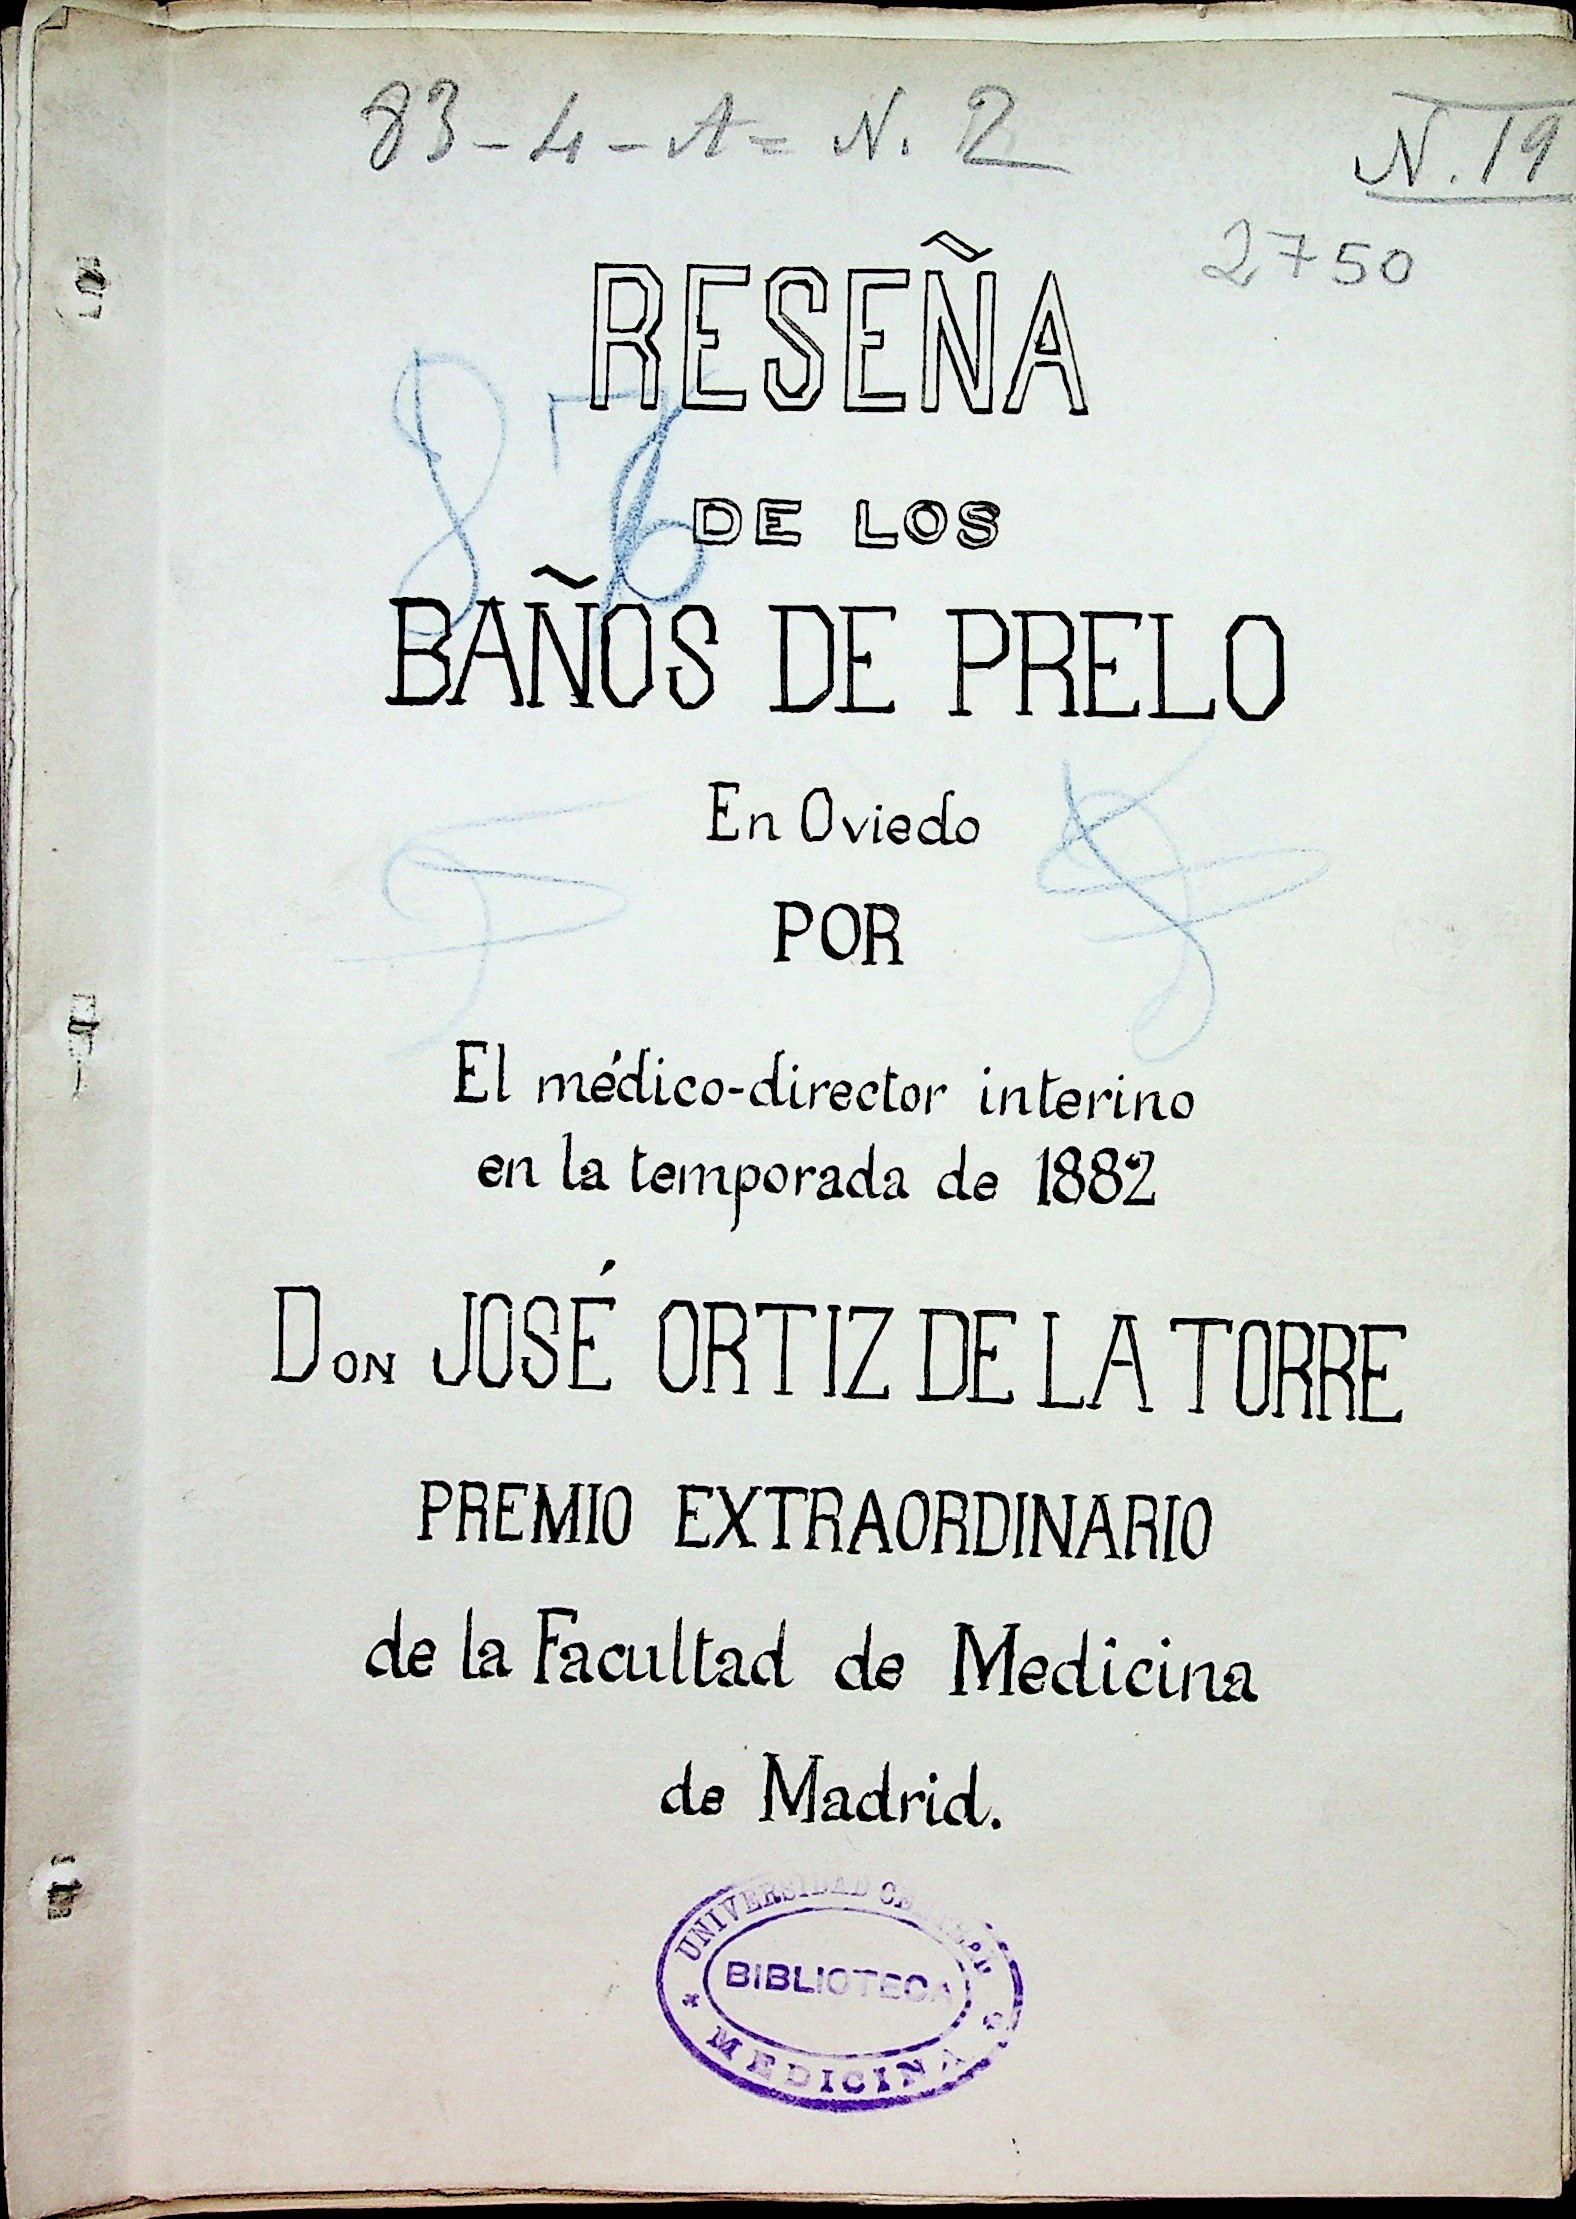 83-4-A= N. 2
N. 19
2750
RESEÑA
DE LOS
BAÑOS DE PRELO
En Oviedo
POR
El médico-director interino
en la temporada de 1882
DON JOSÉ ORTIZ DE LA TORRE
PREMIO EXTRAORDINARIO
de la Facultad de Medicina
de Madrid.
UNIVERSIDAD
BIBLIOTECA
MEDICINA